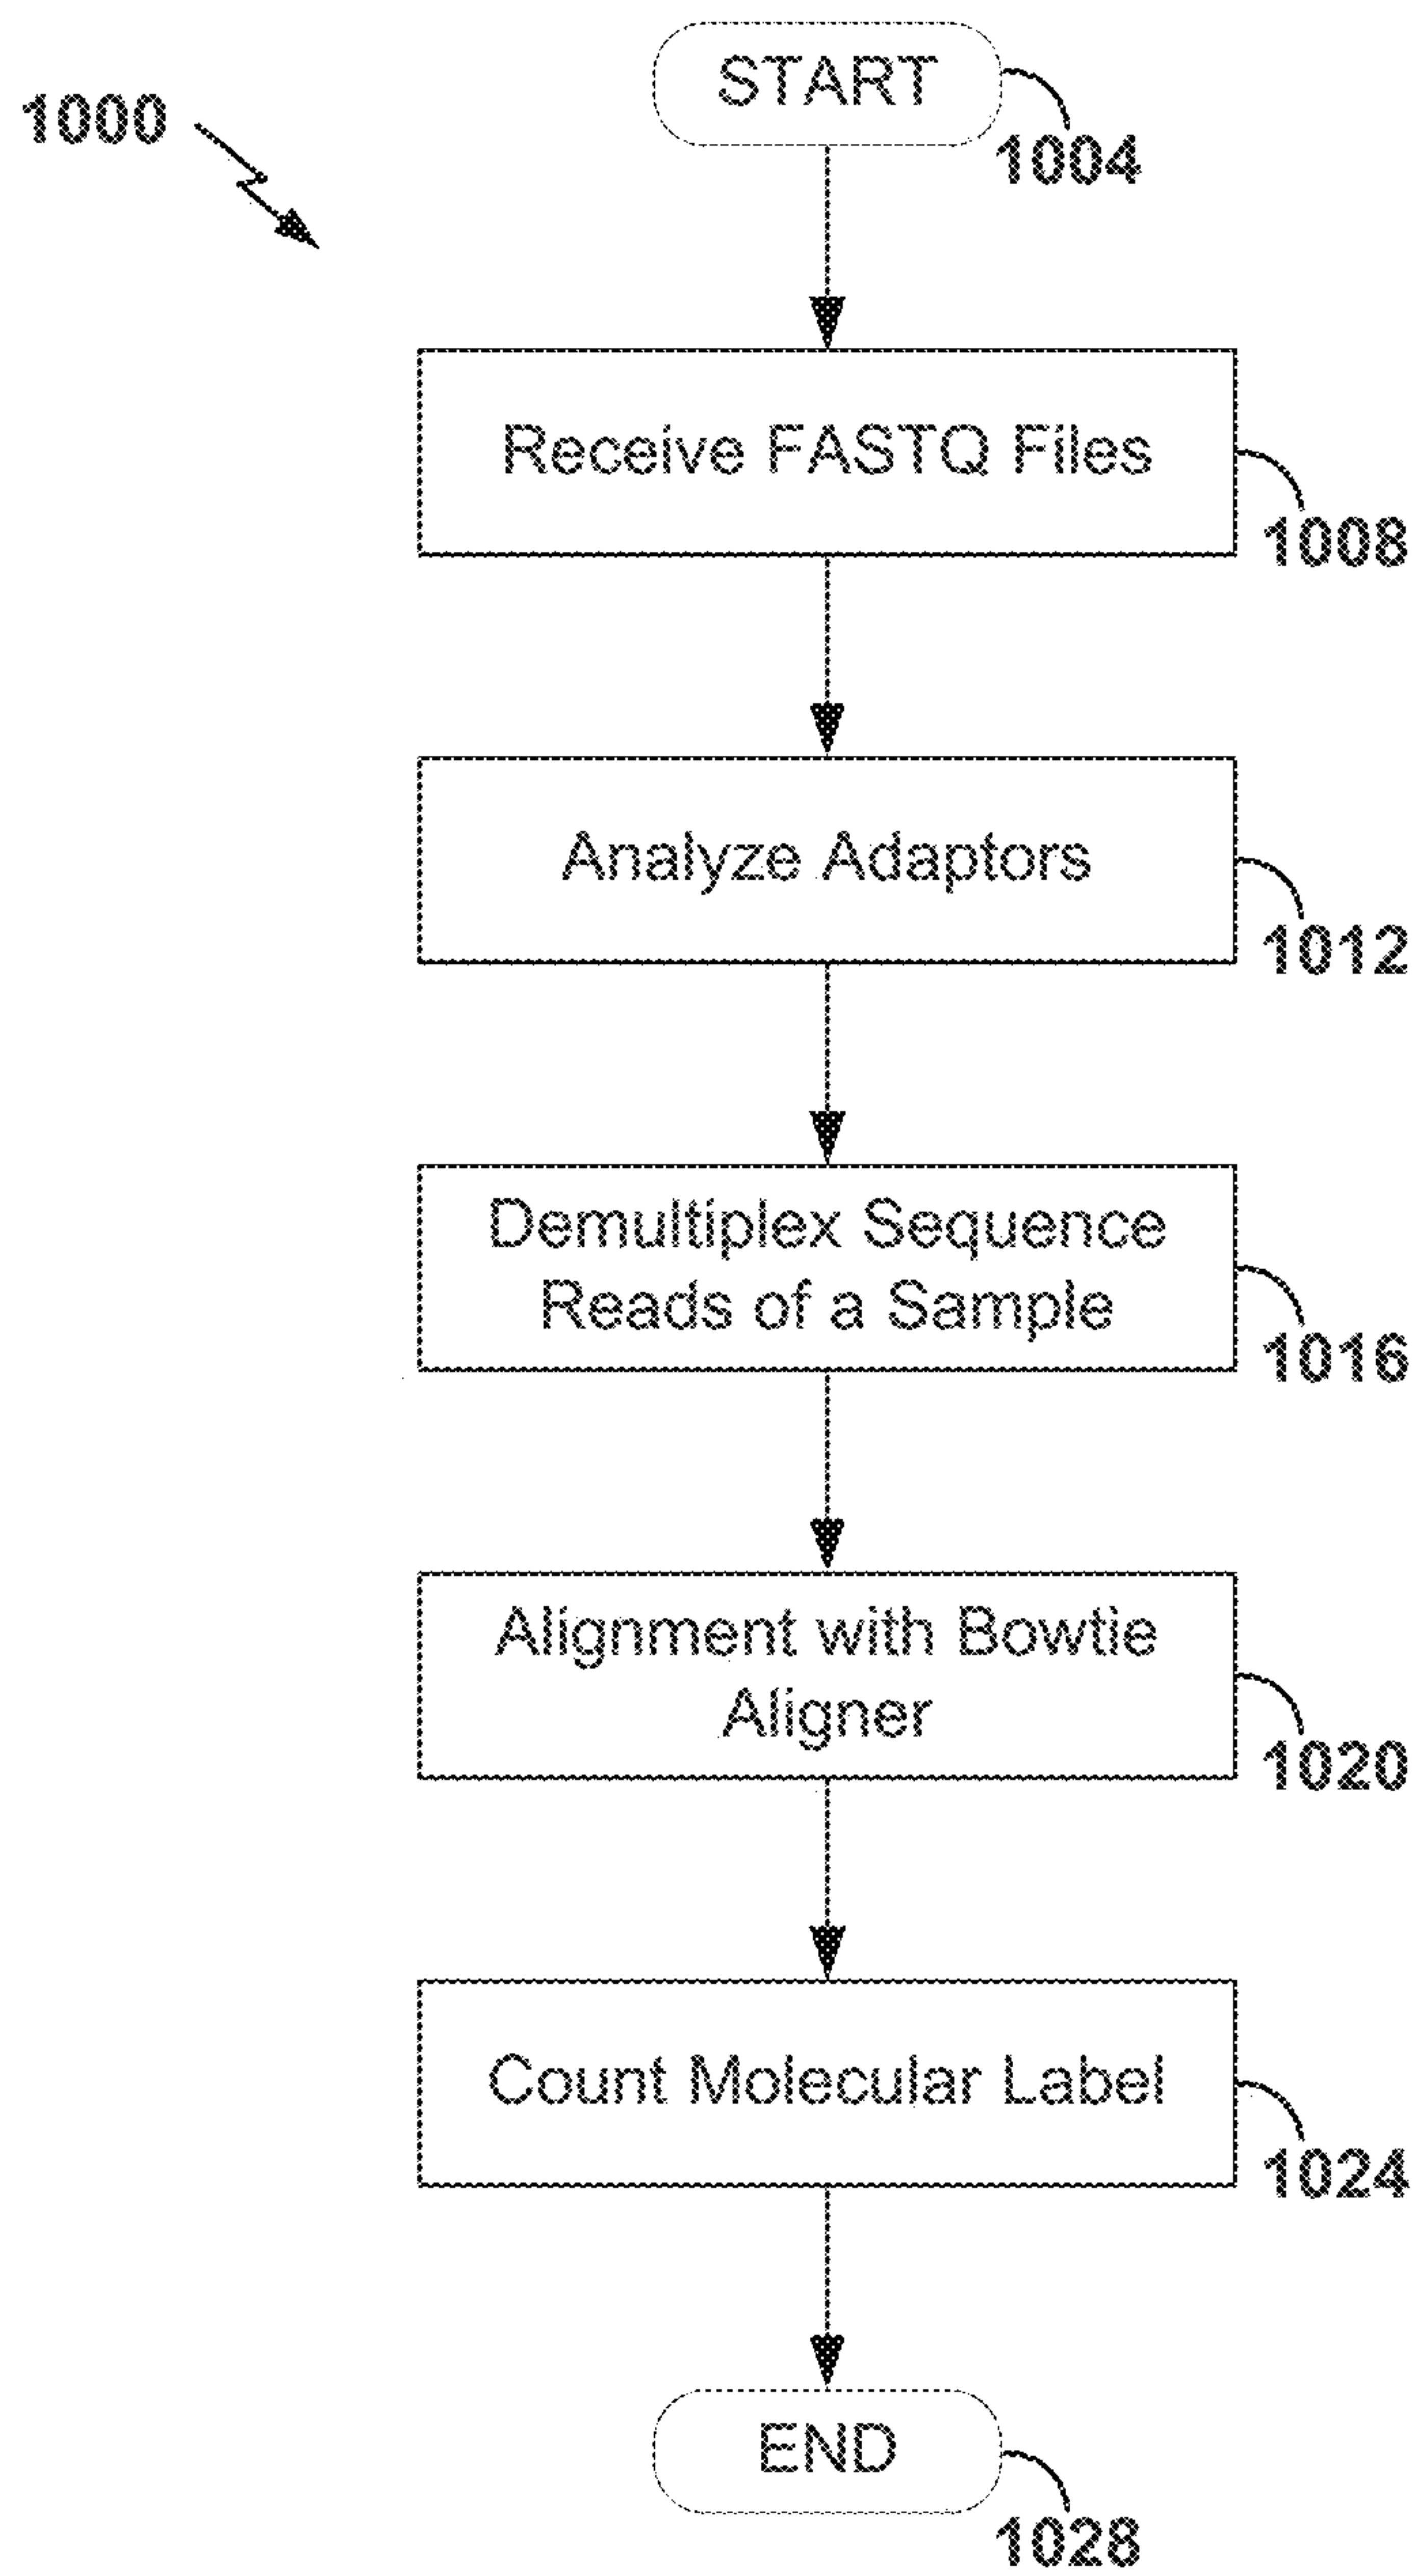 START
1000
1004
Receive FASTQ Files
1008
Analyze Adaptors
1012
Demultiplex Sequence
Reads of a Sample
1016
Alignment with Bowtie
Aligner
1020
Count Molecular Label
1024
END
1028